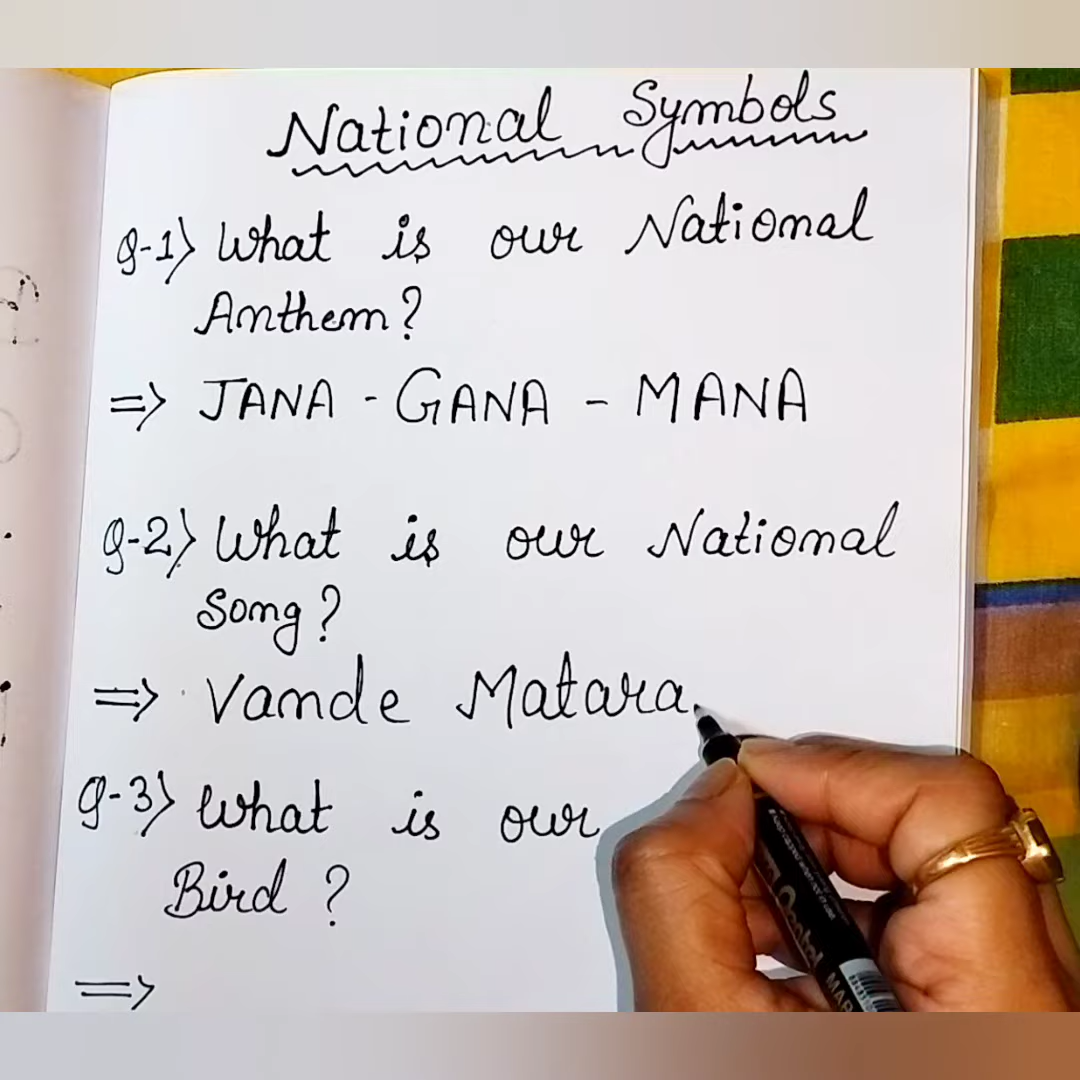 National Symbols
Q-1) What is our National
Anthem?
=> JANA - GANA - MANA
Q-2) What is our National
Song?
=> Vande Matara
Q-3) What is our
Bird ?
=>